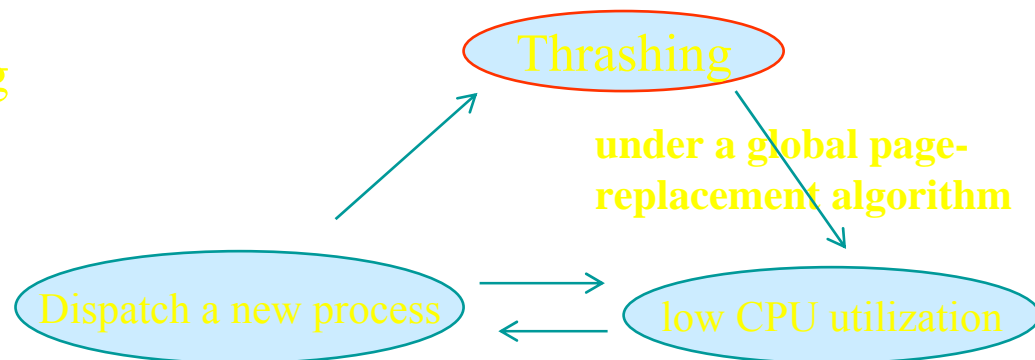 Thrashing
under a global page-
replacement algorithm
Dispatch a new process
low CPU utilization